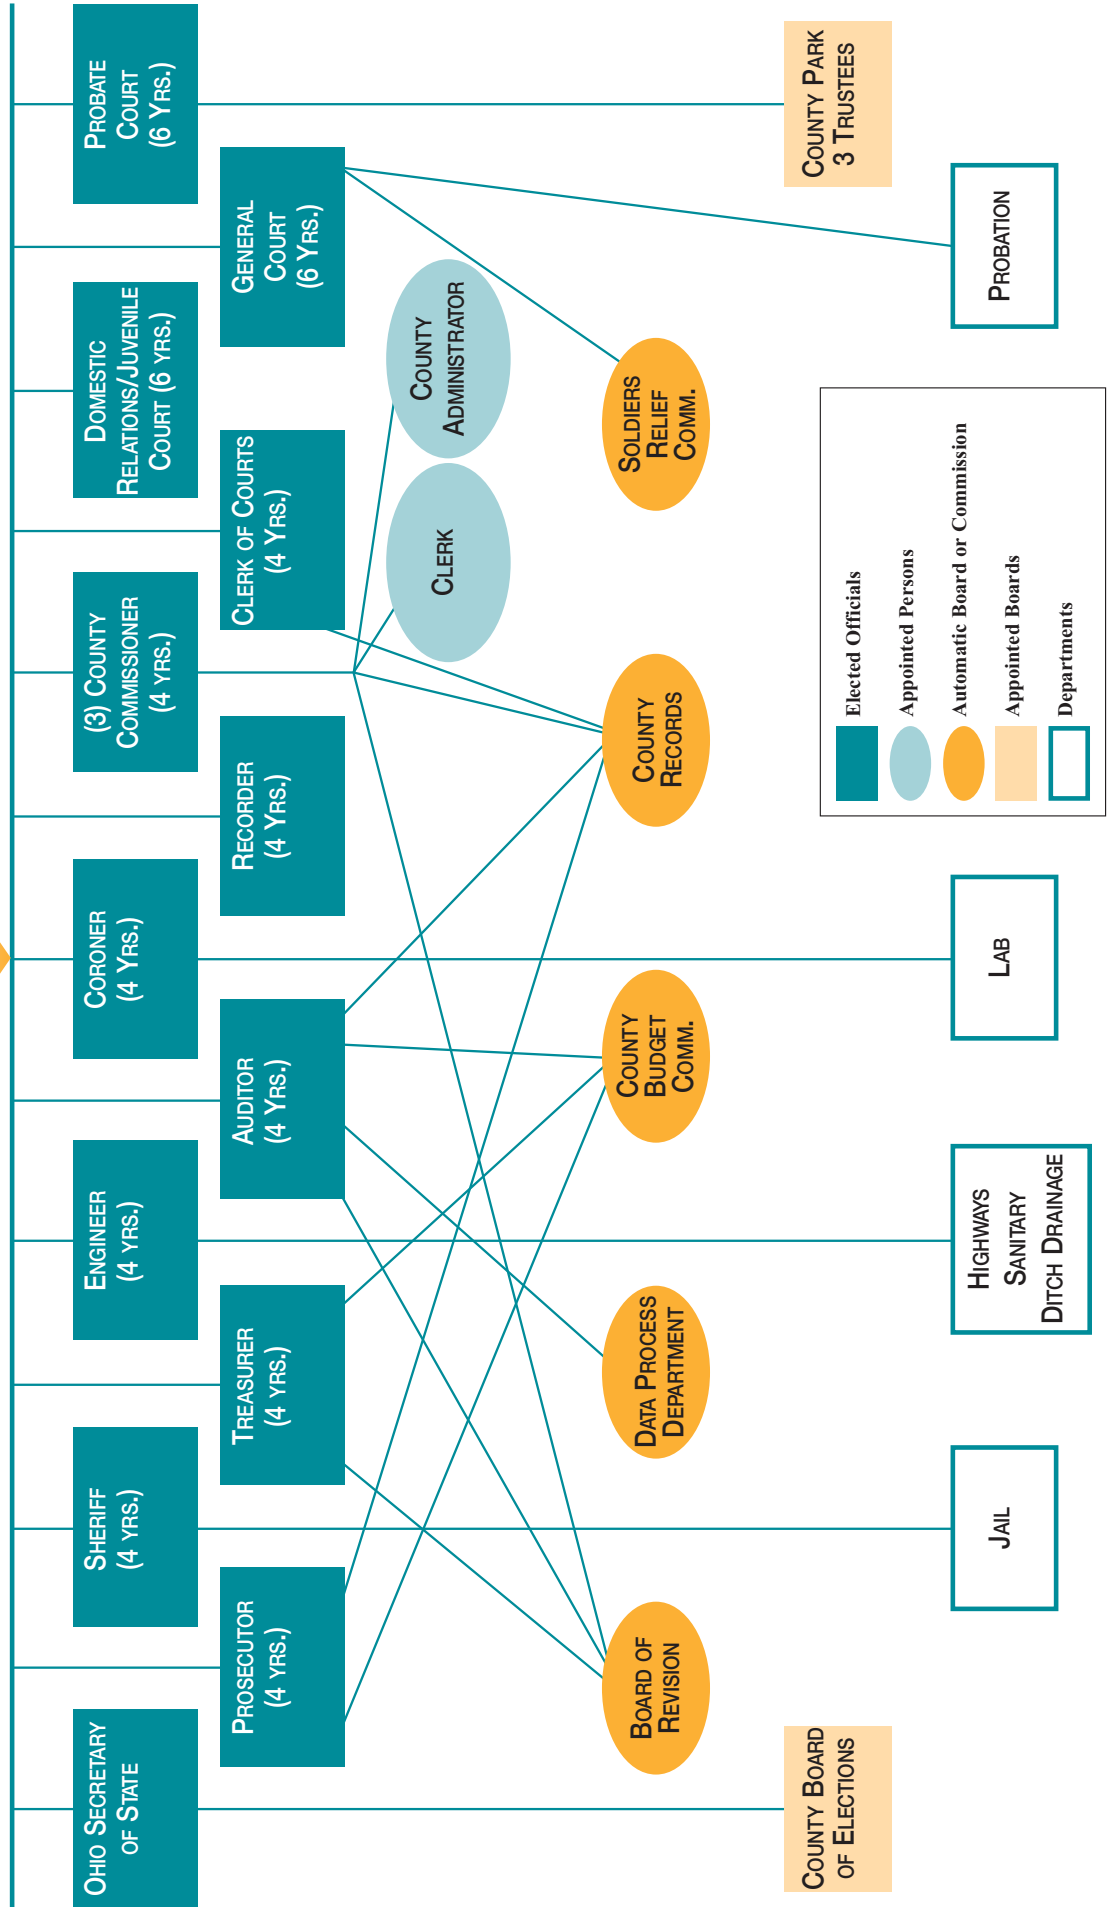 OHIO SECRETARY
OF STATE
SHERIFF
(4 YRS.)
ENGINEER
(4 YRS.)
CORONER
(4 YRS.)
(3) COUNTY
COMMISSIONER
(4 YRS.)
DOMESTIC
RELATIONS/JUVENILE
COURT (6 YRS.)
PROBATE
COURT
(6 YRS.)
PROSECUTOR
(4 YRS.)
TREASURER
(4 YRS.)
AUDITOR
(4 YRS.)
RECORDER
(4 YRS.)
CLERK OF COURTS
(4 YRS.)
GENERAL
COURT
(6 YRS.)
CLERK
COUNTY
ADMINISTRATOR
BOARD OF
REVISION
DATA PROCESS
DEPARTMENT
COUNTY
BUDGET
COMM.
COUNTY
RECORDS
SOLDIERS
RELIEF
COMM.
COUNTY BOARD
OF ELECTIONS
COUNTY PARK
3 TRUSTEES
JAIL
HIGHWAYS
SANITARY
DITCH DRAINAGE
LAB
PROBATION
Elected Officials
Appointed Persons
Automatic Board or Commission
Appointed Boards
Departments